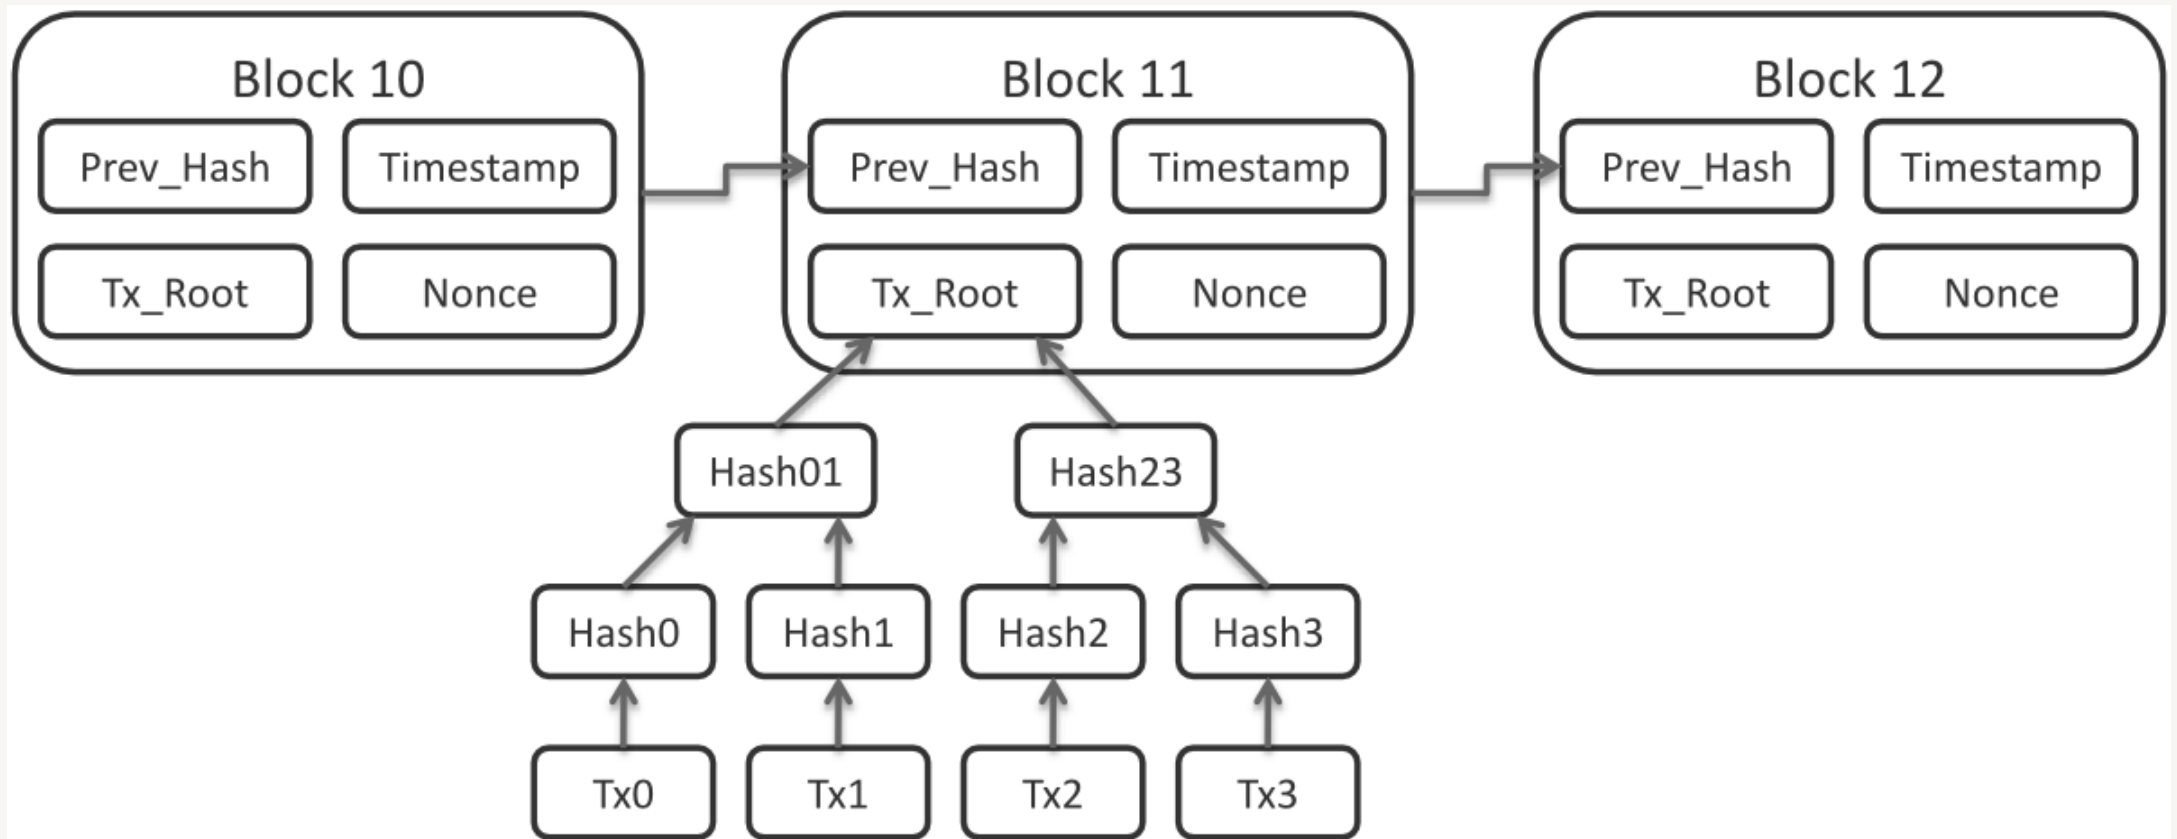 Block 10
Block 11
Block 12
Prev_Hash
Timestamp
Prev_Hash
Timestamp
Prev_Hash
Timestamp
Tx_Root
Nonce
Tx_Root
Nonce
Tx_Root
Nonce
Hash01
Hash23
Hash0
Hash1
Hash2
Hash3
Tx0
Tx1
Tx2
Tx3